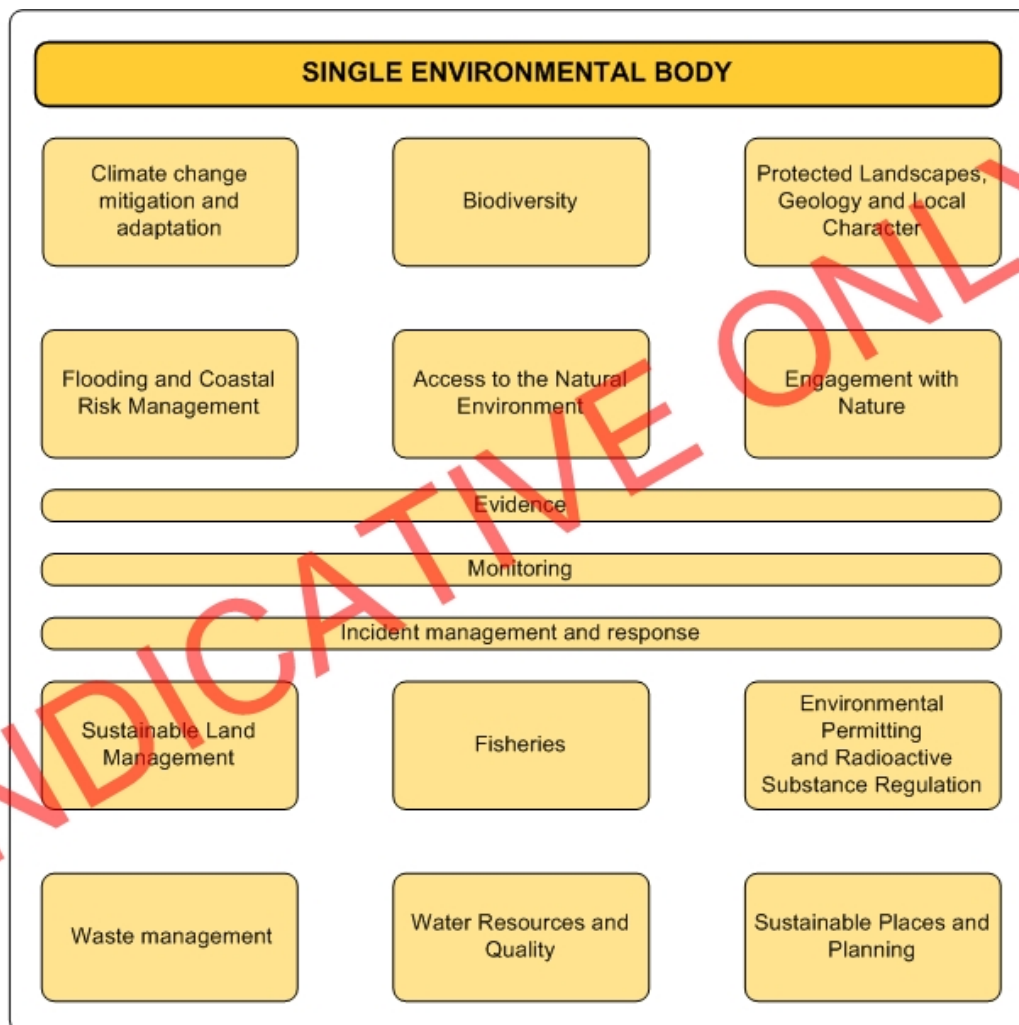 SINGLE ENVIRONMENTAL BODY
Climate change
mitigation and
adaptation
Biodiversity
Protected Landscapes,
Geology and Local
Character
Flooding and Coastal
Risk Management
Access to the Natural
Environment
Engagement with
Nature
Evidence
Monitoring
Incident management and response
Sustainable Land
Management
Fisheries
Environmental
Permitting
and Radioactive
Substance Regulation
Waste management
Water Resources and
Quality
Sustainable Places and
Planning
INDICATIVE ONLY